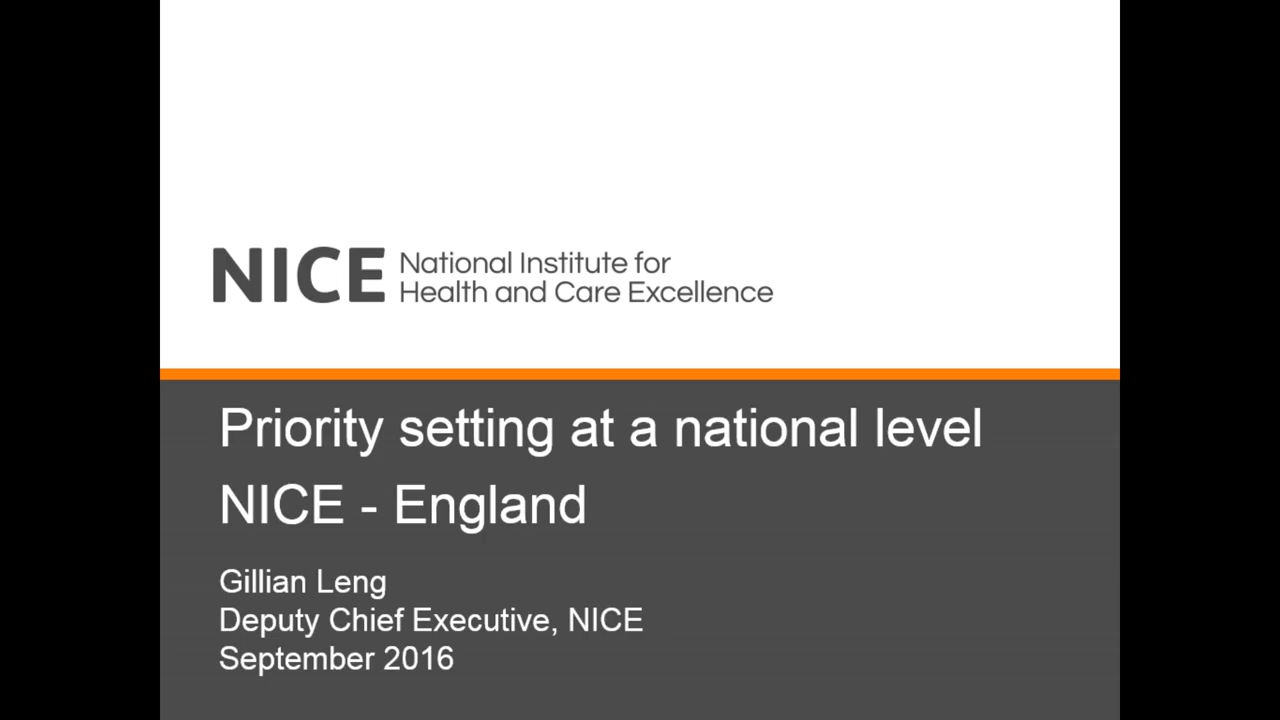 NICE National Institute for
Health and Care Excellence
Priority setting at a national level
NICE - England
Gillian Leng
Deputy Chief Executive, NICE
September 2016